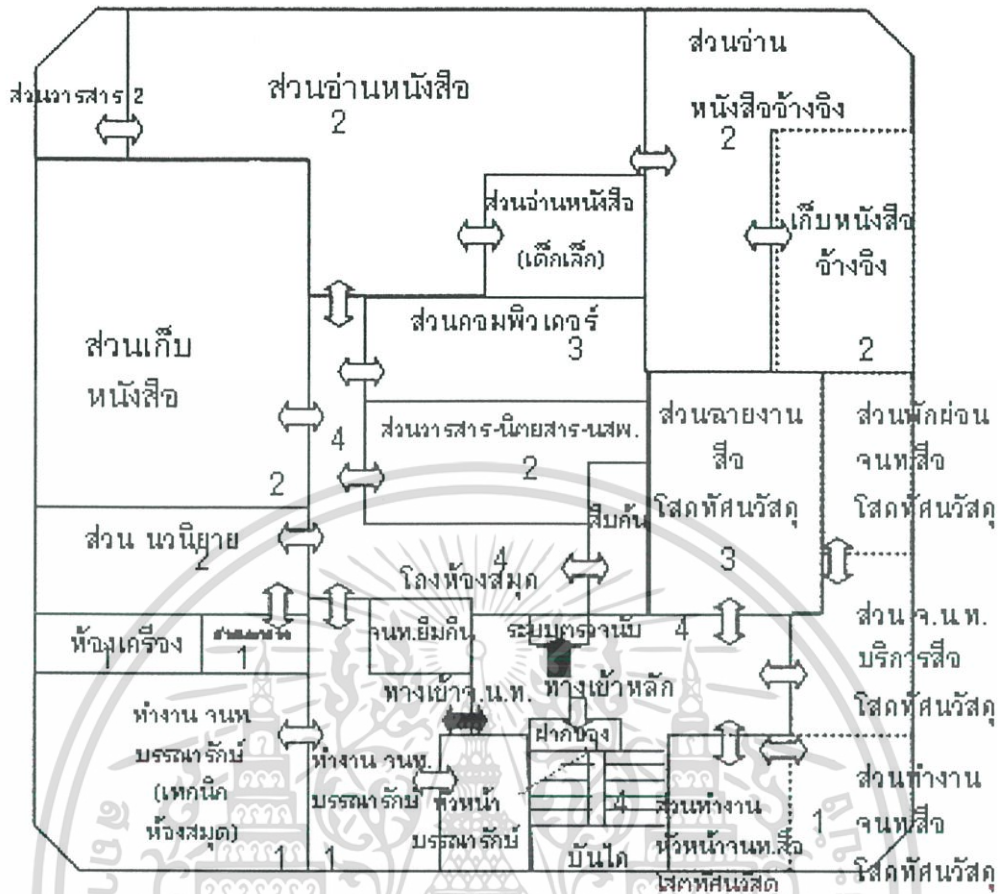 ส่วนวารสาร 2
ส่วนอ่านหนังสือ
2
ส่วนอ่าน
หนังสืออ้างอิง
2
ส่วนอ่านหนังสือ
(เด็กเล็ก)
เก็บหนังสือ
อ้างอิง
2
ส่วนเก็บ
หนังสือ
2
4
ส่วนคอมพิวเตอร์
3
ส่วนวารสาร-นิตยสาร-นสพ.
2
สืบค้น
ส่วนฉายงาน
สื่อ
โสตทัศนวัสดุ
3
ส่วนพักผ่อน
จนทสื่อ
โสตทัศนวัสดุ
ส่วน นวนิยาย
2
4
โถงห้องสมุด
ห้องเครื่อง
1
1
จนท.ยืมคืน
ระบบตรวจนับ
4
ส่วน จ.น.ท.
บริการสื่อ
โสตทัศนวัสดุ
ทางเข้าจ.น.ท.
ทางเข้าหลัก
ทำงาน จนท
บรรณารักษ์
(เทคนิค
ห้องสมุด)
1
ทำงาน จนท.
บรรณารักษ์
1
หัวหน้า
บรรณารักษ์
ฝากของ
4
บันได
ส่วนทำงาน
หัวหน้าจนท.สื่อ
โสตทัศนวัสดุ
1
ส่วนทำงาน
จนทสื่อ
โสตทัศนวัสดุ